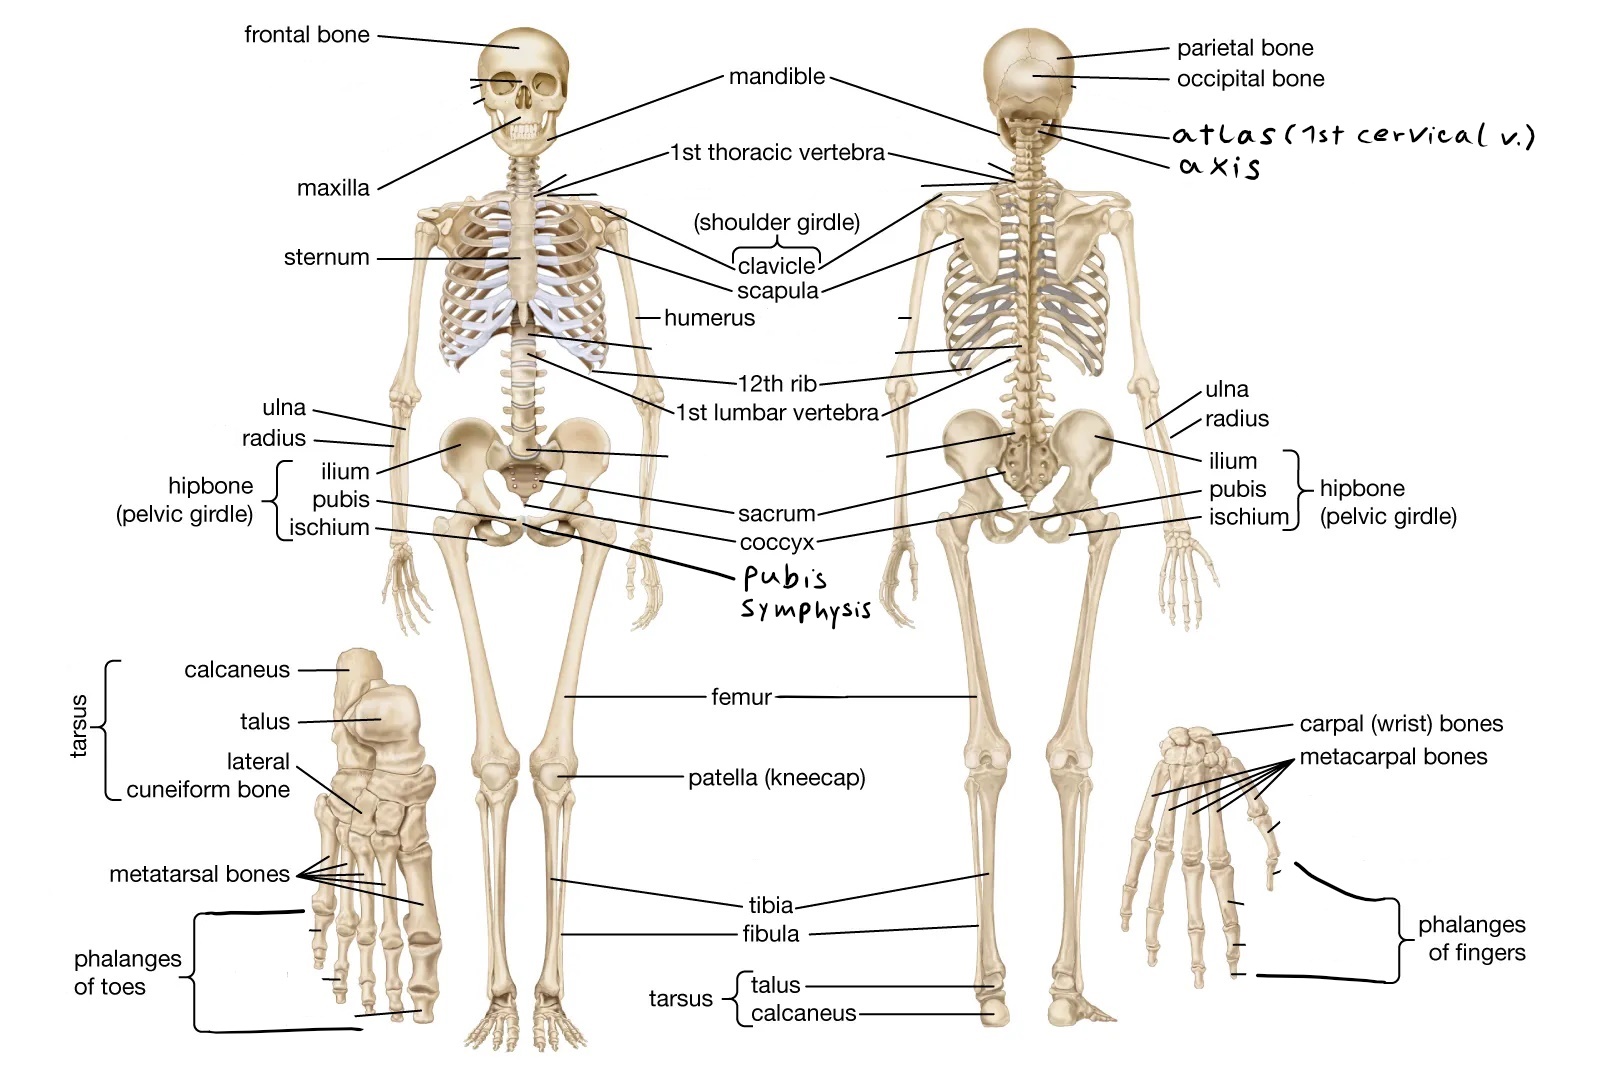 frontal bone
mandible
parietal bone
occipital bone
atlas (1st cervical v.)
axis
1st thoracic vertebra
maxilla
(shoulder girdle)
clavicle
scapula
sternum
humerus
12th rib
1st lumbar vertebra
ulna
radius
ilium
pubis
ischium
hipbone
(pelvic girdle)
ulna
radius
ilium
pubis
ischium
hipbone
(pelvic girdle)
sacrum
coccyx
pubis
symphysis
calcaneus
talus
lateral
cuneiform bone
tarsus
metatarsal bones
phalanges
of toes
femur
patella (kneecap)
tibia
fibula
tarsus
talus
calcaneus
carpal (wrist) bones
metacarpal bones
phalanges
of fingers